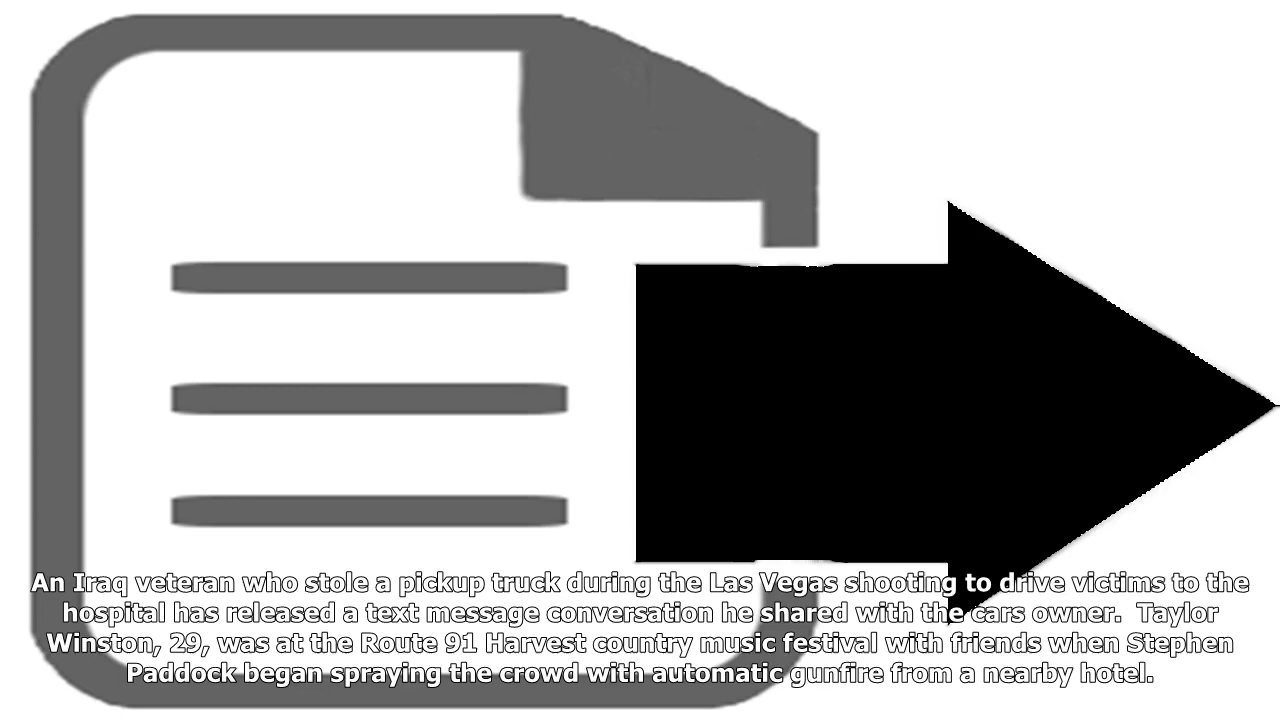 An Iraq veteran who stole a pickup truck during the Las Vegas shooting to drive victims to the
hospital has released a text message conversation he shared with the cars owner.  Taylor
Winston, 29, was at the Route 91 Harvest country music festival with friends when Stephen
Paddock began spraying the crowd with automatic gunfire from a nearby hotel.